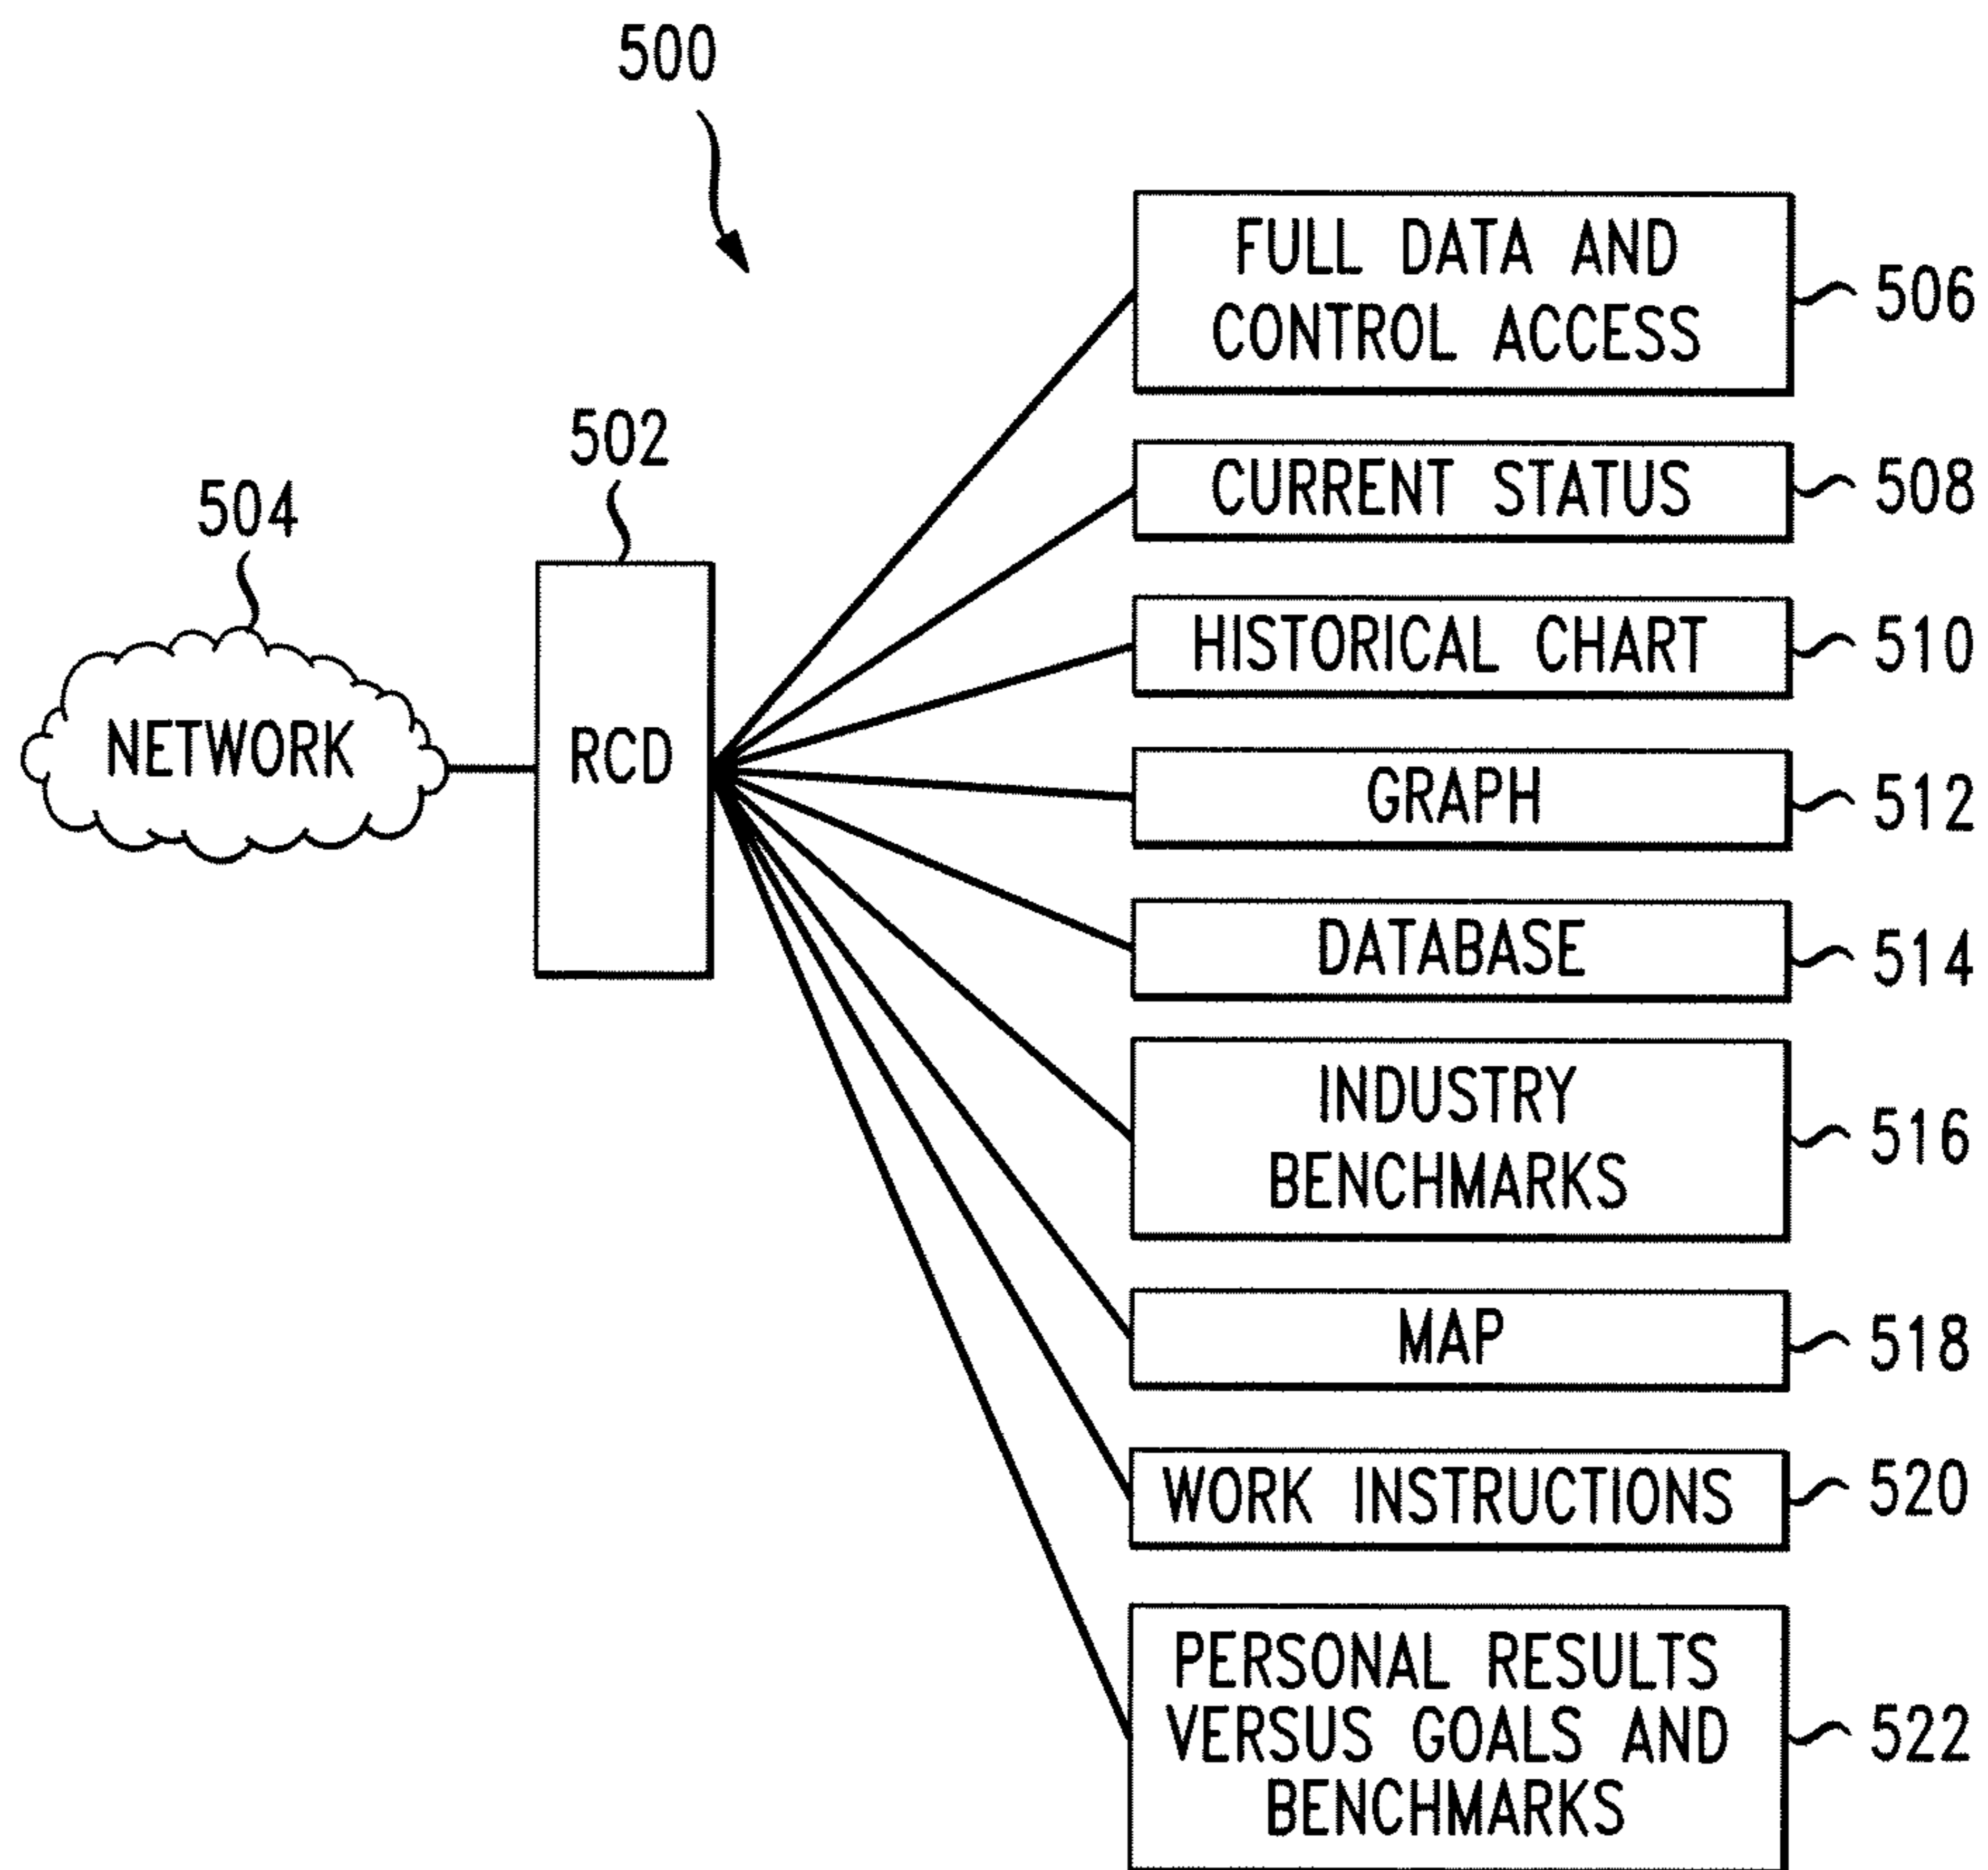 500
FULL DATA AND
CONTROL ACCESS
506
502
CURRENT STATUS
508
504
HISTORICAL CHART
510
NETWORK
RCD
GRAPH
512
DATABASE
514
INDUSTRY
BENCHMARKS
516
MAP
518
WORK INSTRUCTIONS
520
PERSONAL RESULTS
VERSUS GOALS AND
BENCHMARKS
522